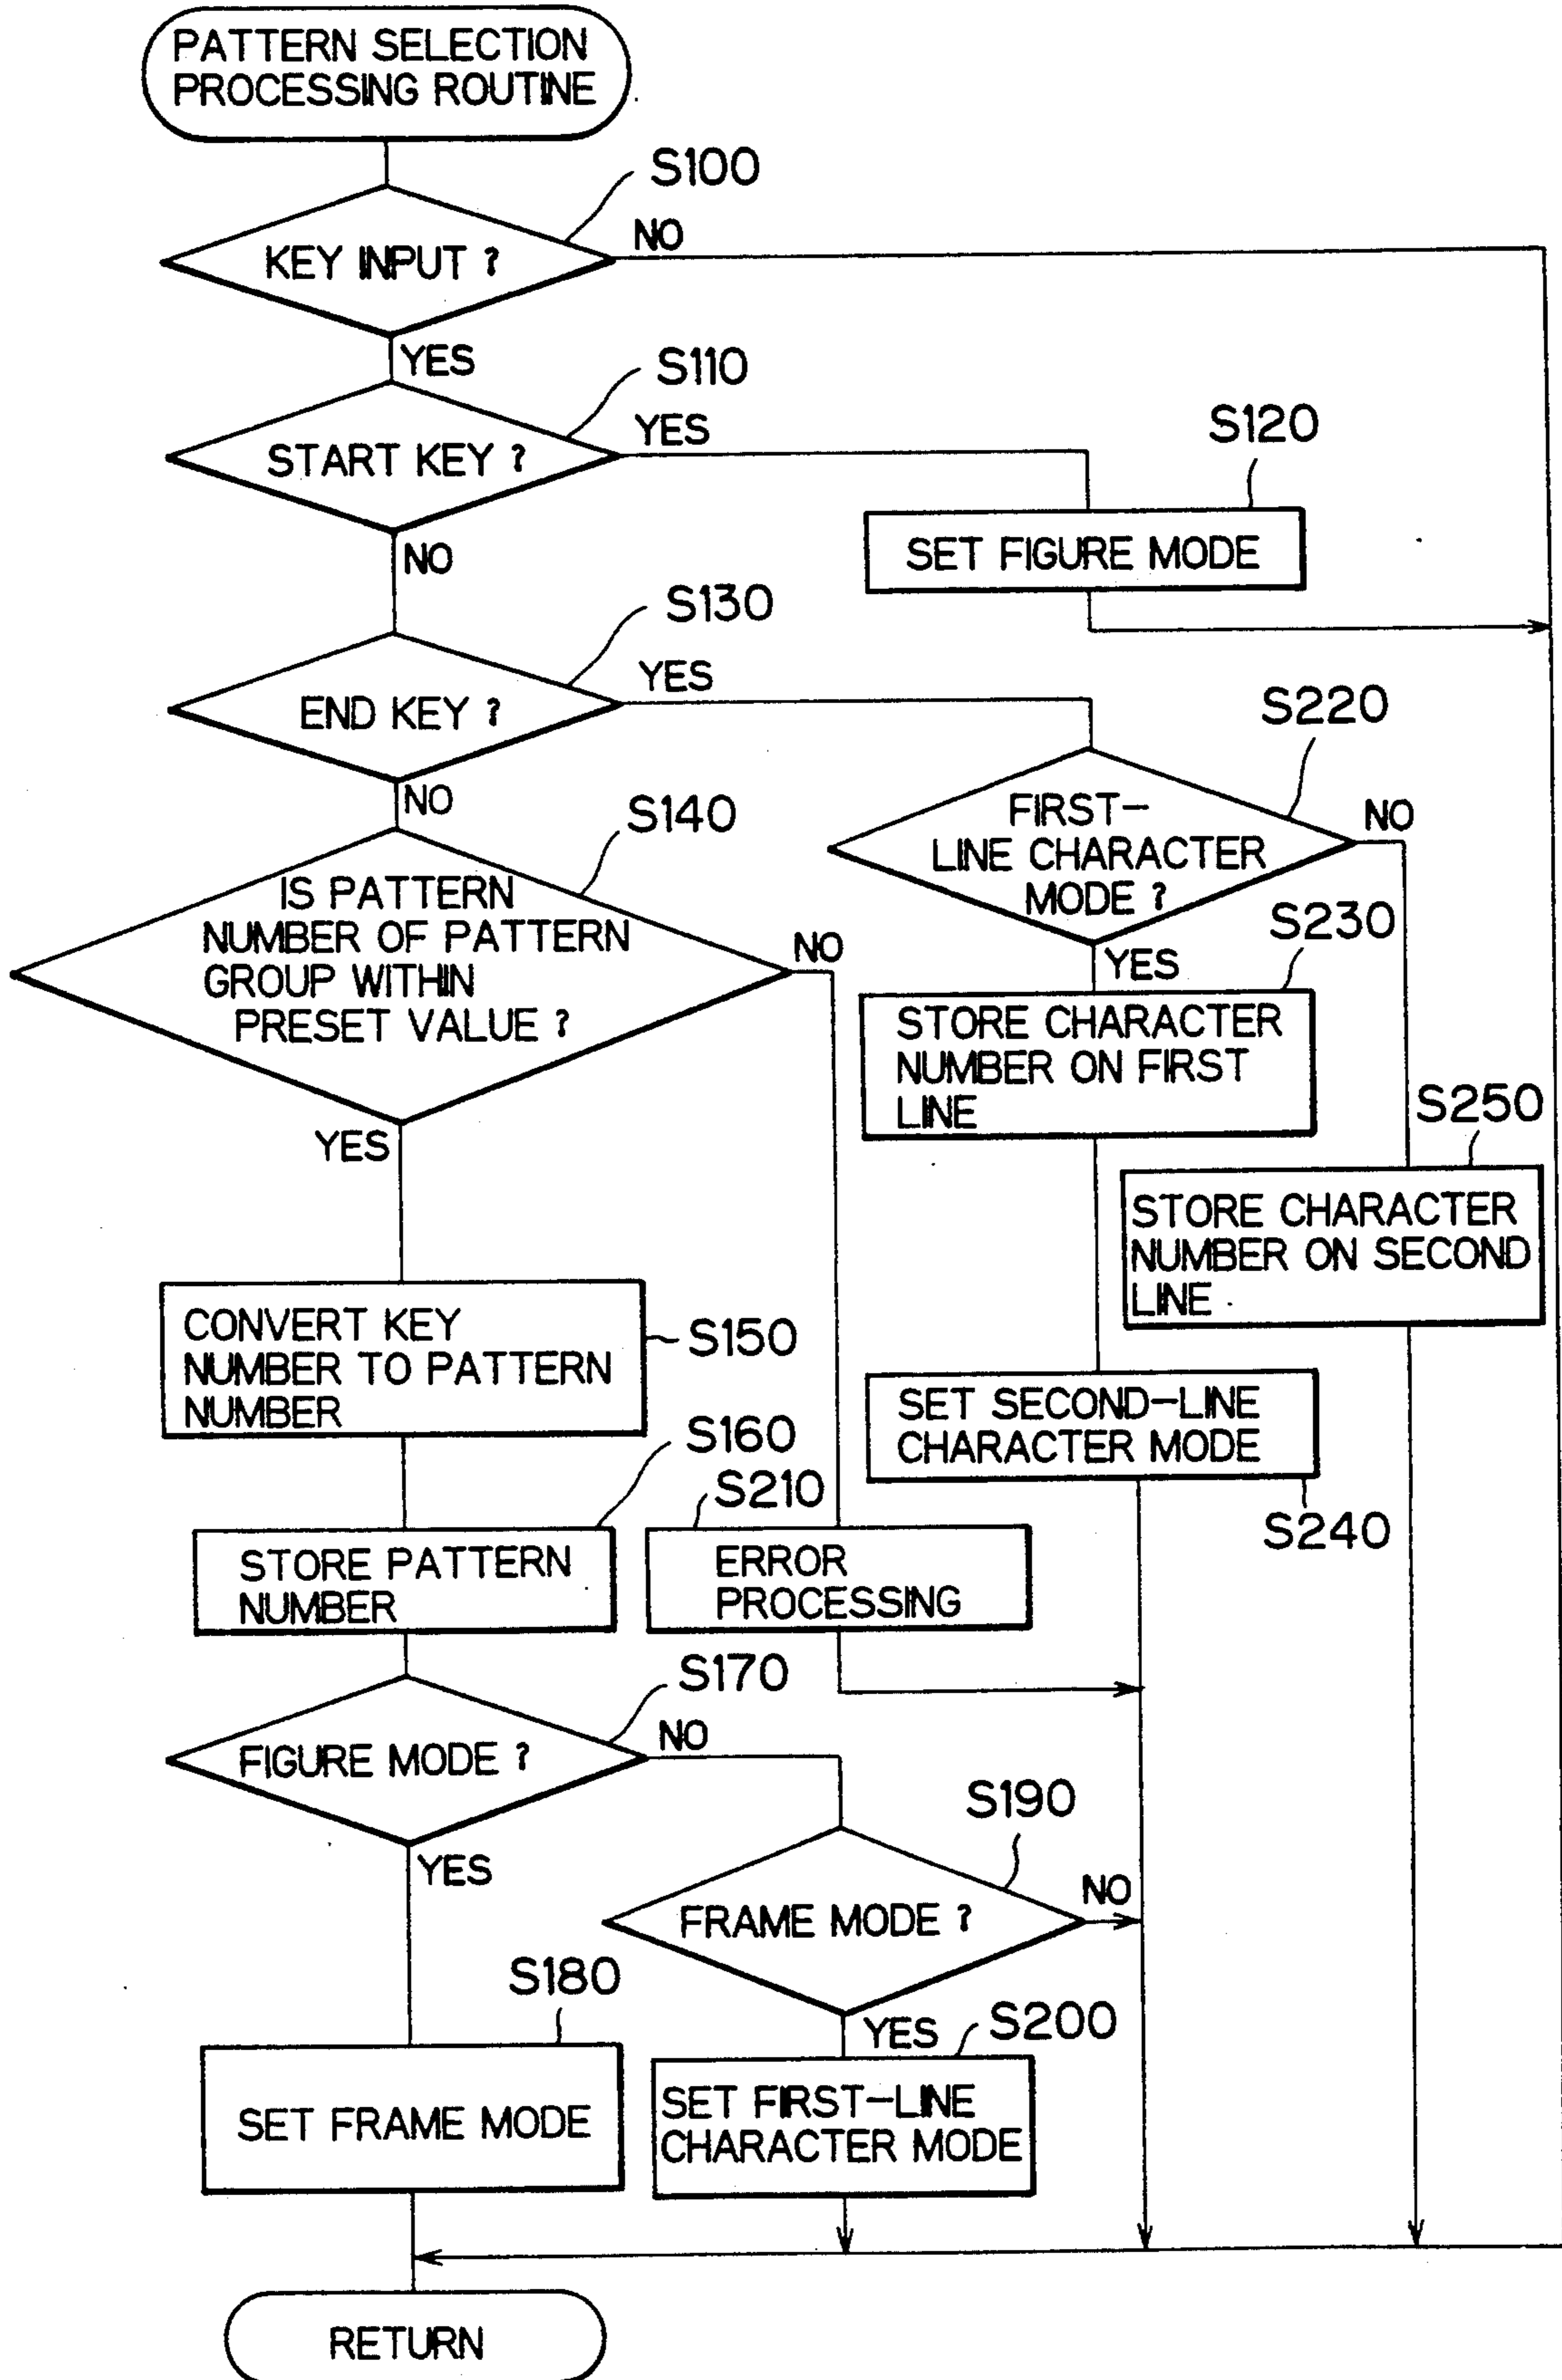 PATTERN SELECTION
PROCESSING ROUTINE
S100
KEY INPUT ?
NO
YES
S110
START KEY ?
YES
NO
S120
SET FIGURE MODE
S130
END KEY ?
YES
NO
S220
FIRST-
LINE CHARACTER
MODE ?
NO
YES
S140
IS PATTERN
NUMBER OF PATTERN
GROUP WITHIN
PRESET VALUE ?
NO
YES
S230
STORE CHARACTER
NUMBER ON FIRST
LINE
S250
STORE CHARACTER
NUMBER ON SECOND
LINE
CONVERT KEY
NUMBER TO PATTERN
NUMBER
S150
SET SECOND-LINE
CHARACTER MODE
S240
S160
STORE PATTERN
NUMBER
S210
ERROR
PROCESSING
S170
FIGURE MODE ?
NO
YES
S190
FRAME MODE ?
NO
YES
S180
SET FRAME MODE
S200
SET FIRST-LINE
CHARACTER MODE
RETURN